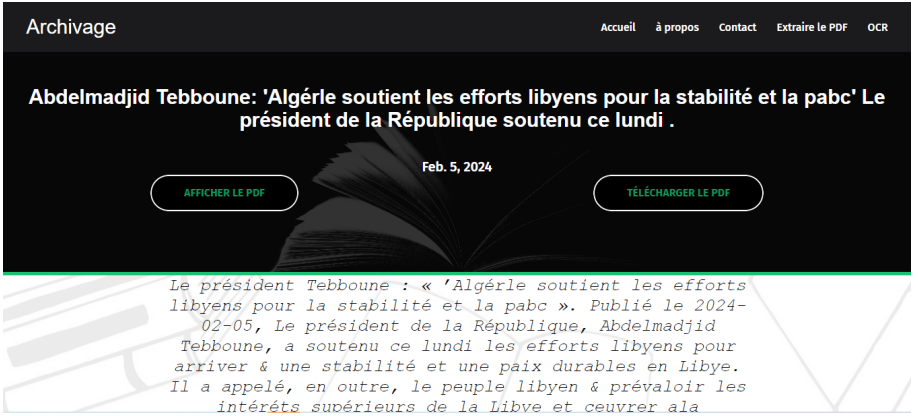 Archivage
Accueil à propos Contact Extraire le PDF OCR
Abdelmadjid Tebboune: 'Algérle soutient les efforts libyens pour la stabilité et la pabc' Le
président de la République soutenu ce lundi .
Feb. 5, 2024
AFFICHER LE PDF TÉLÉCHARGER LE PDF
Le président Tebboune : « ’Algérle soutient les efforts
libyens pour la stabilité et la pabc ». Publié le 2024-
02-05, Le président de la République, Abdelmadjid
Tebboune, a soutenu ce lundi les efforts libyens pour
arriver & une stabilité et une paix durables en Libye.
Il a appelé, en outre, le peuple libyen & prévaloir les
intéréts supérieurs de la Libye et ceuvrer ala